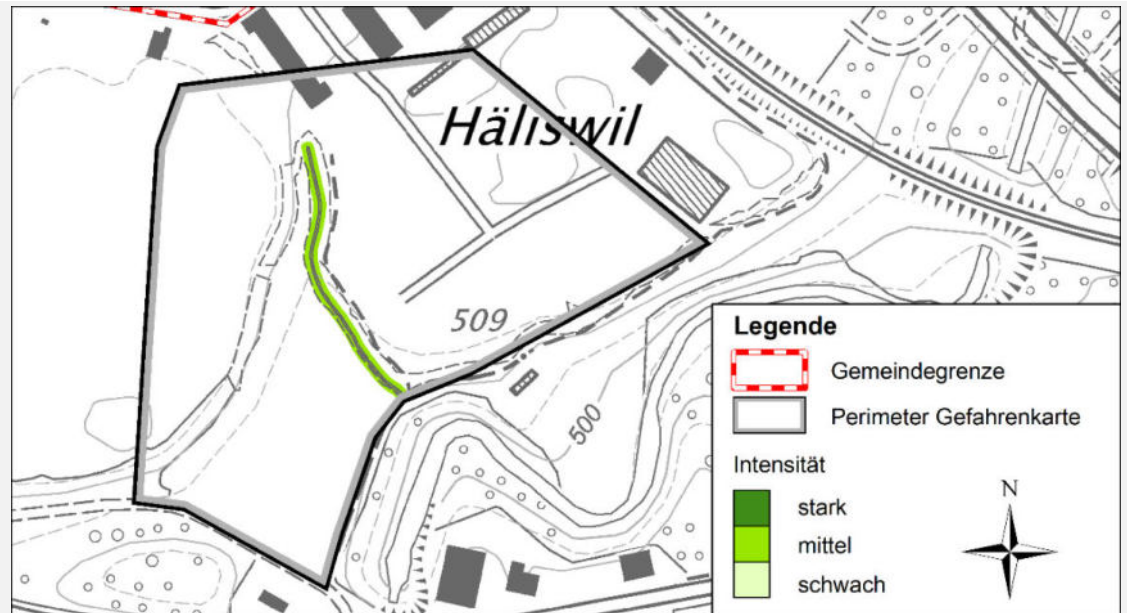 Häliswil
509
500
Legende
Gemeindegrenze
Perimeter Gefahrenkarte
Intensität
stark
mittel
schwach
N